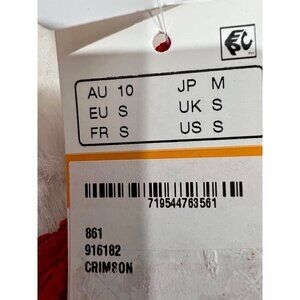 AU 10 JP M
EU S UK S
FR S US S
719544763561
861
916182
CRIMSON